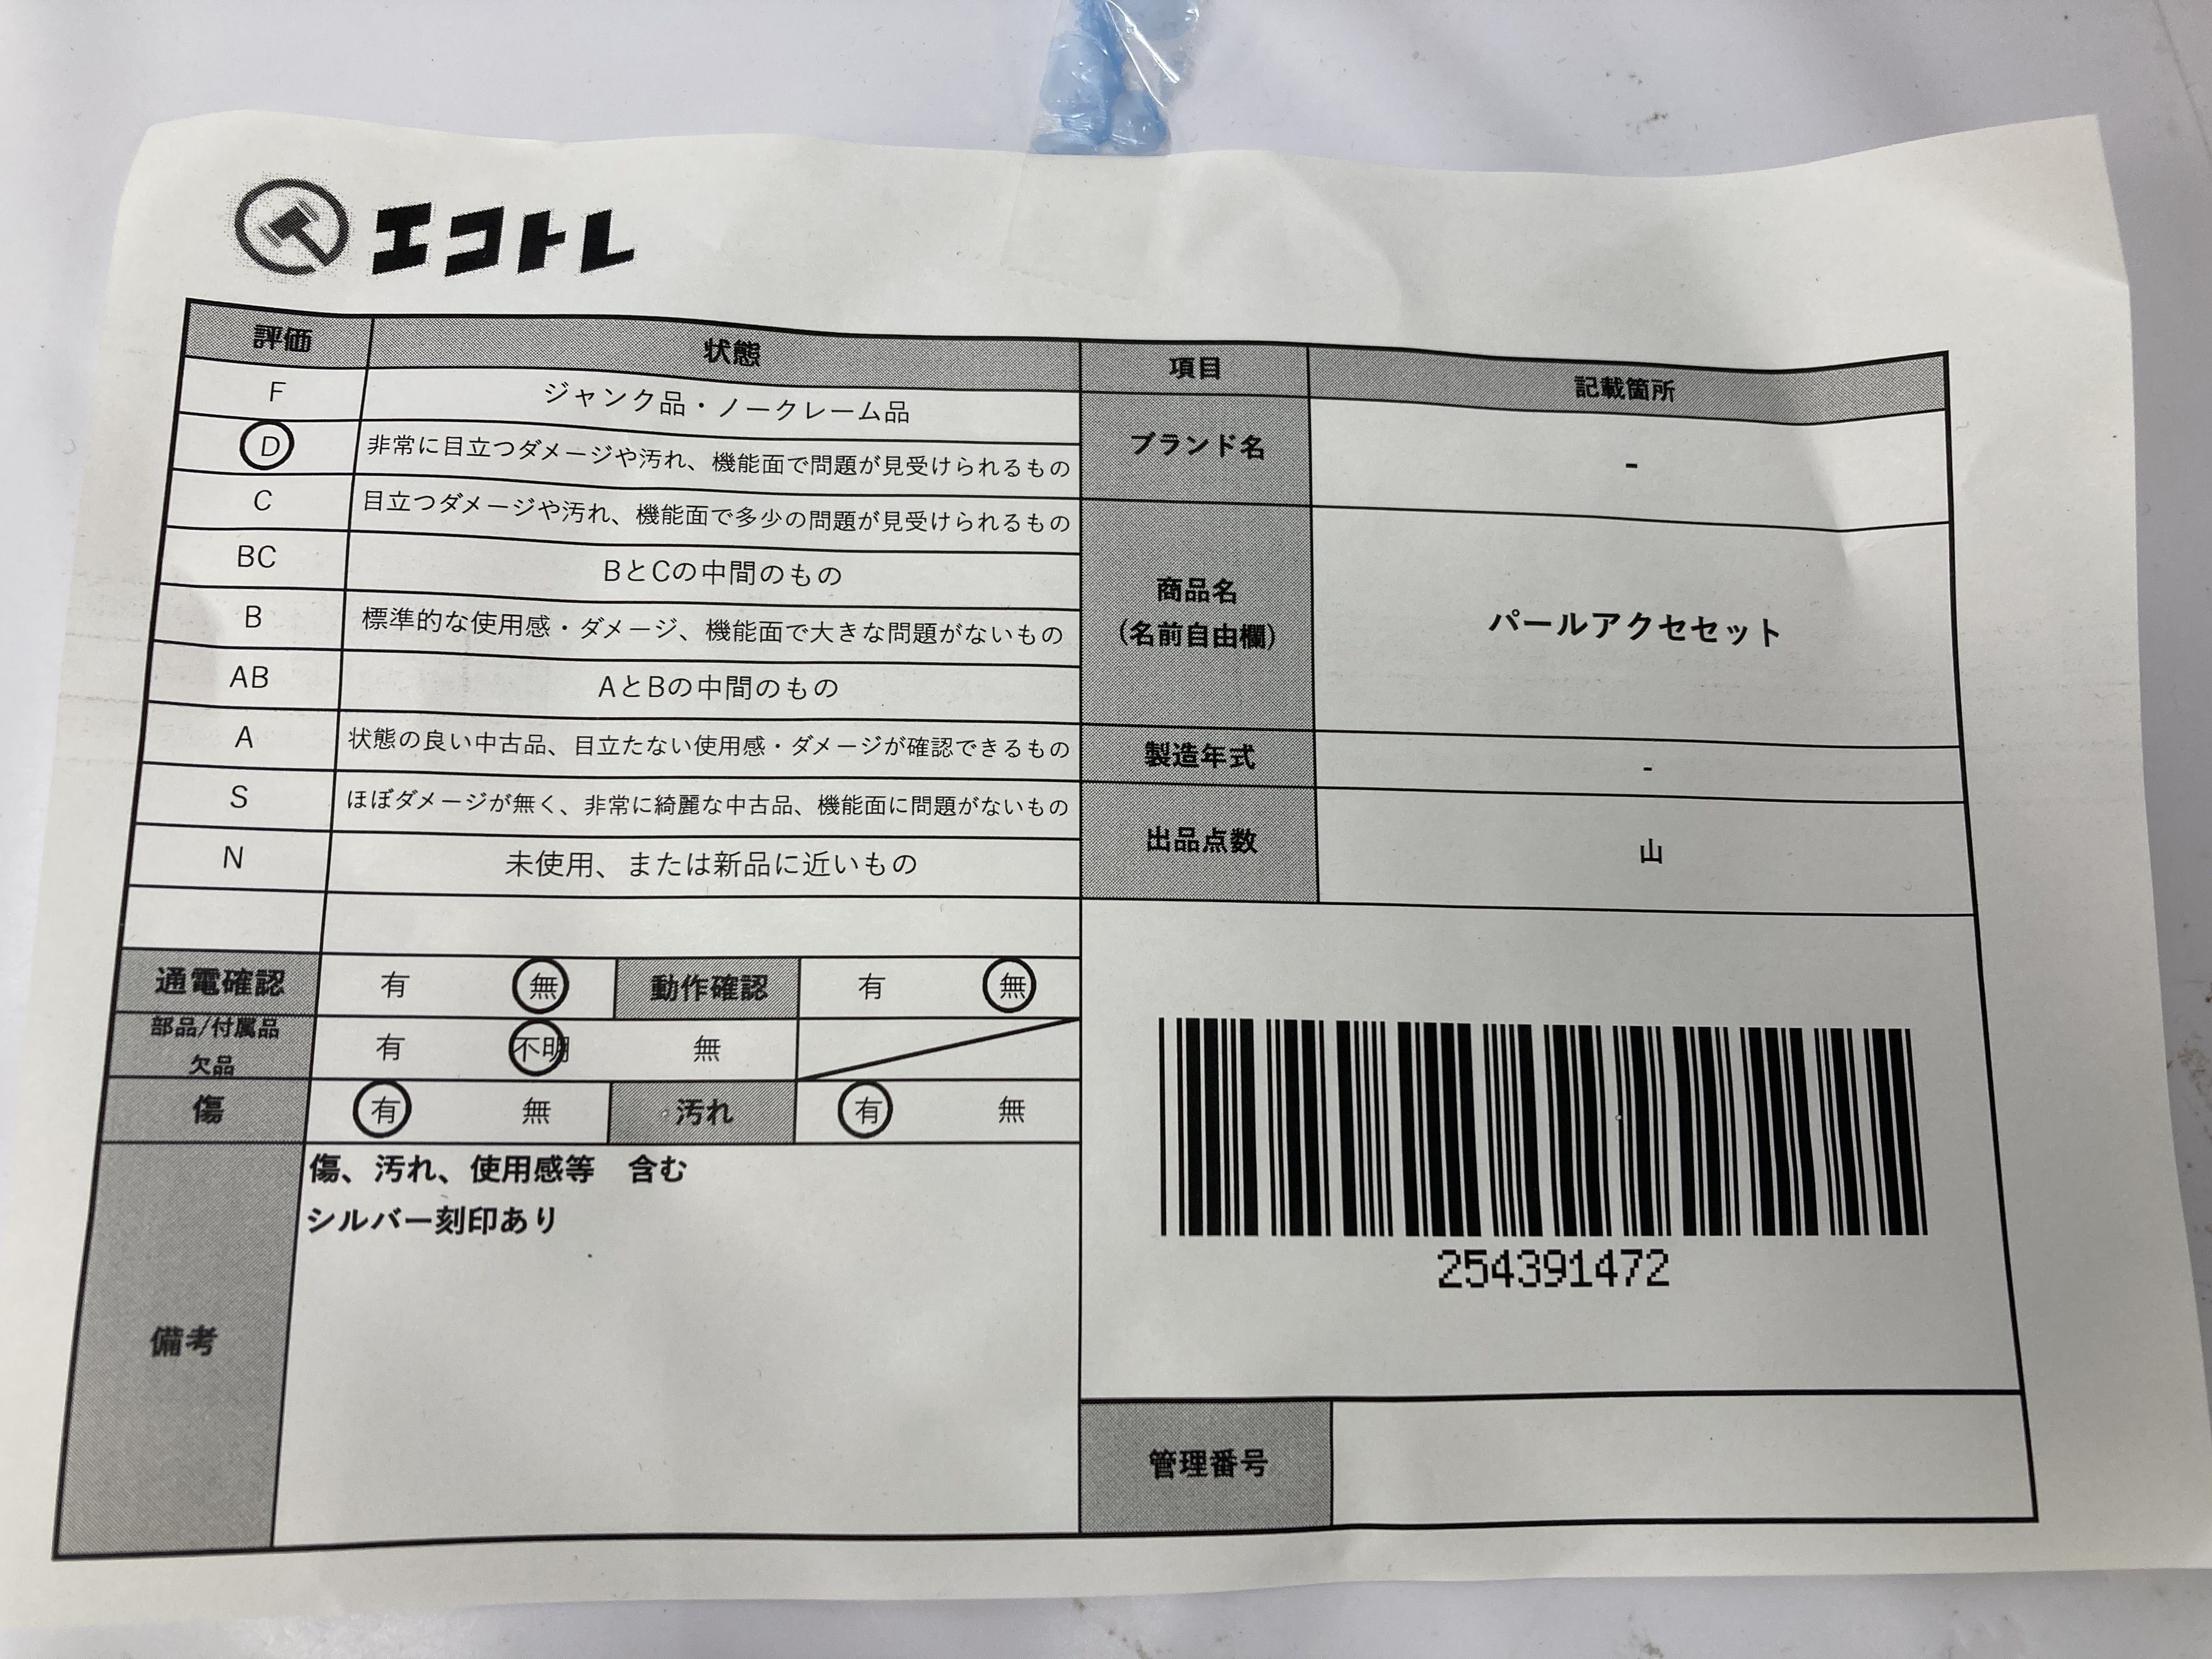 エコトレ
評価 状態
F ジャンク品・ノークレーム品
D 非常に目立つダメージや汚れ、機能面で問題が見受けられるもの
C 目立つダメージや汚れ、機能面で多少の問題が見受けられるもの
BC BとCの中間のもの
B 標準的な使用感・ダメージ、機能面で大きな問題がないもの
AB AとBの中間のもの
A 状態の良い中古品、目立たない使用感・ダメージが確認できるもの
S ほぼダメージが無く、非常に綺麗な中古品、機能面に問題がないもの
N 未使用、または新品に近いもの
通電確認 有 無 動作確認 有 無
部品/付属品
欠品 有 不明 無
傷 有 無 汚れ 有 無
備考
傷、汚れ、使用感等　含む
シルバー刻印あり
項目 記載箇所
ブランド名 -
商品名
(名前自由欄) パールアクセセット
製造年式 -
出品点数 山
254391472
管理番号